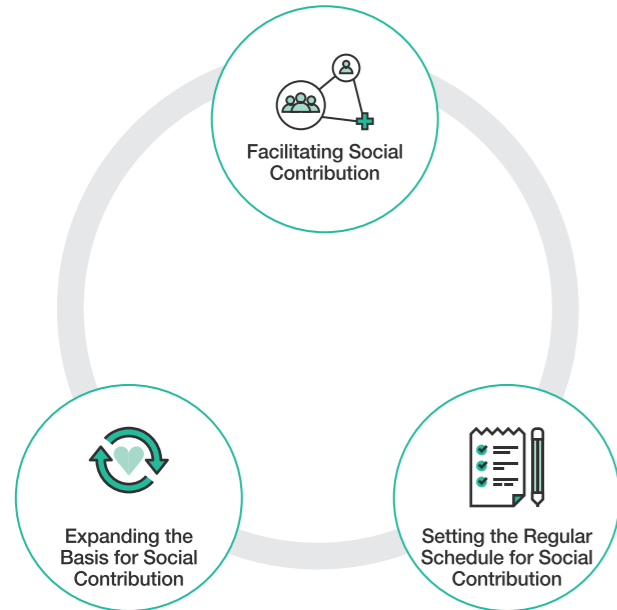 Facilitating Social
Contribution
Expanding the
Basis for Social
Contribution
Setting the Regular
Schedule for Social
Contribution